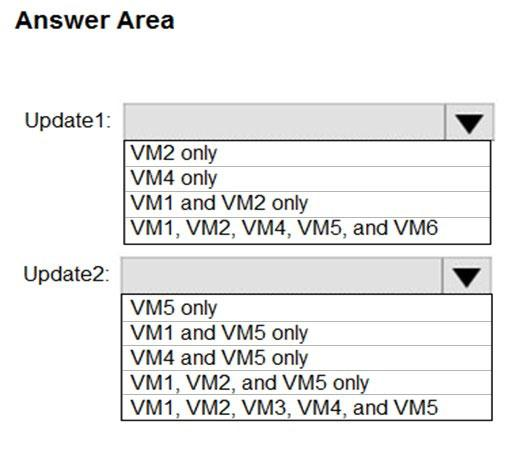 Answer Area
Update1:
VM2 only
VM4 only
VM1 and VM2 only
VM1, VM2, VM4, VM5, and VM6
Update2:
VM5 only
VM1 and VM5 only
VM4 and VM5 only
VM1, VM2, and VM5 only
VM1, VM2, VM3, VM4, and VM5